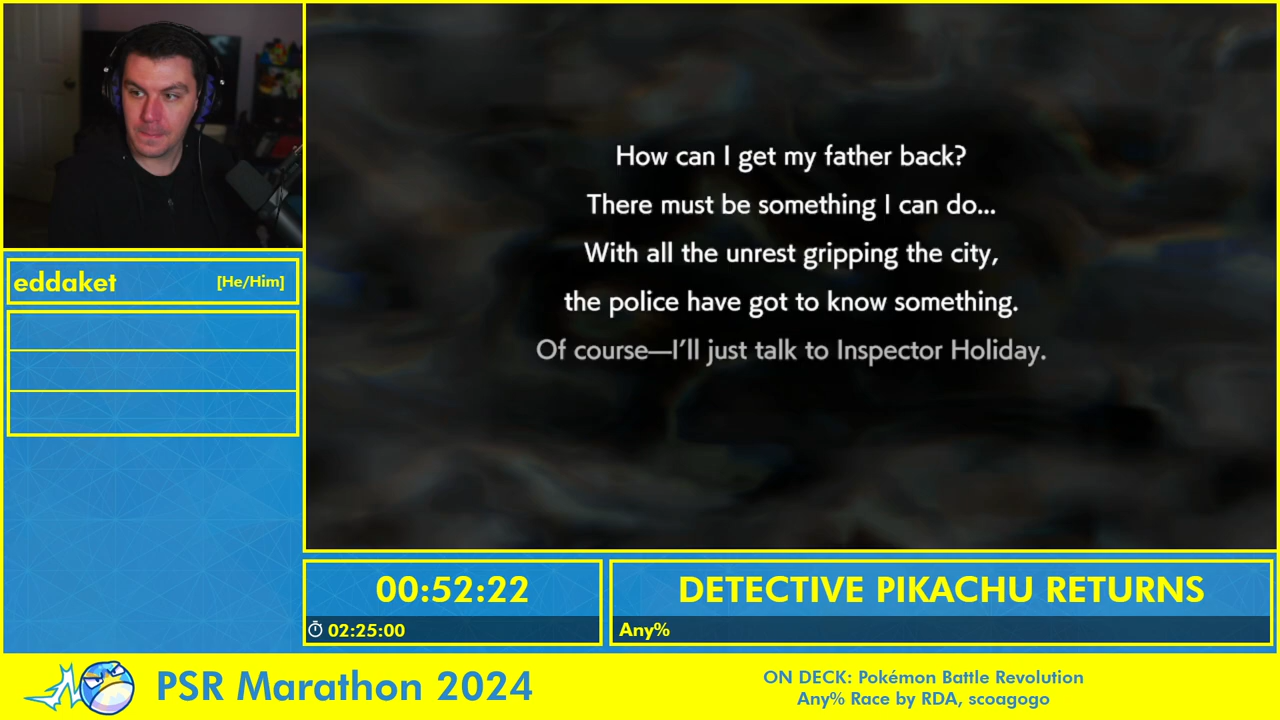 How can I get my father back?
There must be something I can do...
With all the unrest gripping the city,
the police have got to know something.
Of course—I'll just talk to Inspector Holiday.
eddaket
[He/Him]
00:52:22
02:25:00
DETECTIVE PIKACHU RETURNS
Any%
PSR Marathon 2024
ON DECK: Pokémon Battle Revolution
Any% Race by RDA, scoagogo